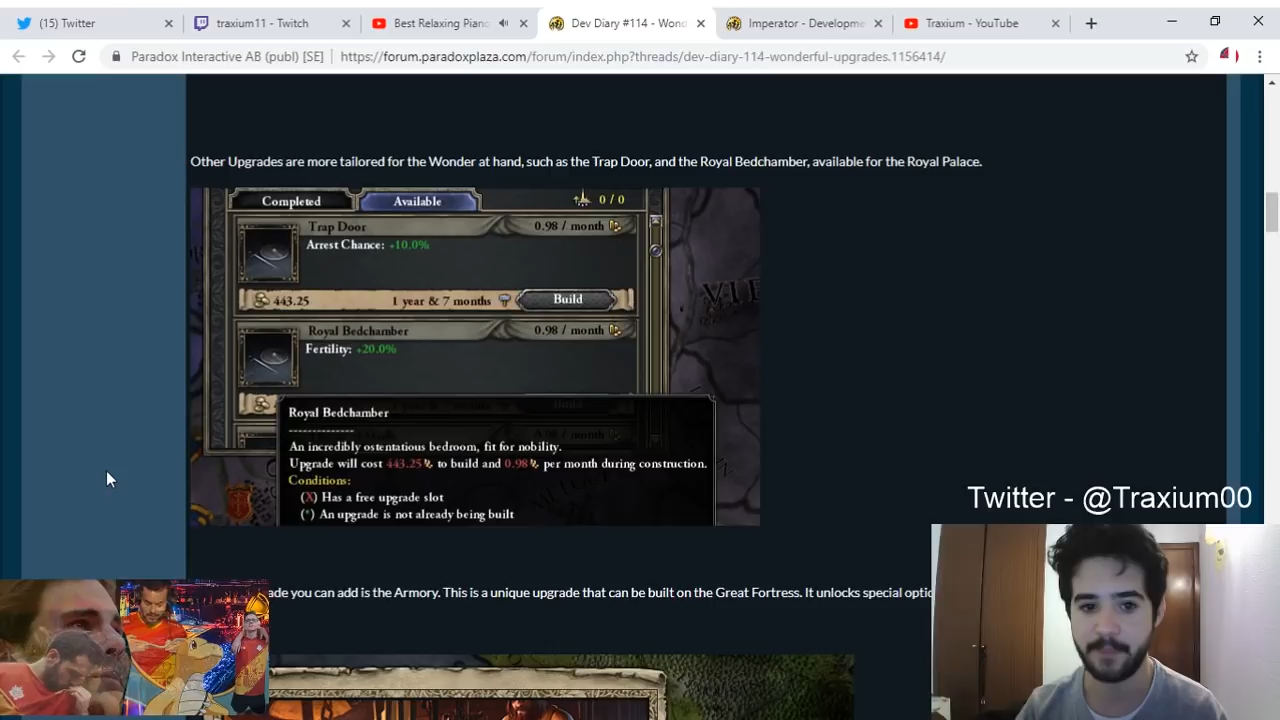 (15) Twitter
traxium11 - Twitch
Best Relaxing Piano
Dev Diary #114 - Wond
Imperator - Developme
Traxium - YouTube
Paradox Interactive AB (publ) [SE]
https://forum.paradoxplaza.com/forum/index.php?threads/dev-diary-114-wonderful-upgrades.1156414/
Other Upgrades are more tailored for the Wonder at hand, such as the Trap Door, and the Royal Bedchamber, available for the Royal Palace.
Completed
Available
0 / 0
Trap Door
0.98 / month
Arrest Chance: +10.0%
443.25
1 year & 7 months
Build
Royal Bedchamber
0.98 / month
Fertility: +20.0%
Royal Bedchamber
--------------
An incredibly ostentatious bedroom, fit for nobility.
Upgrade will cost 443.25 to build and 0.98 per month during construction.
Conditions:
(X) Has a free upgrade slot
(*) An upgrade is not already being built
Twitter - @Traxium00
ade you can add is the Armory. This is a unique upgrade that can be built on the Great Fortress. It unlocks special optio